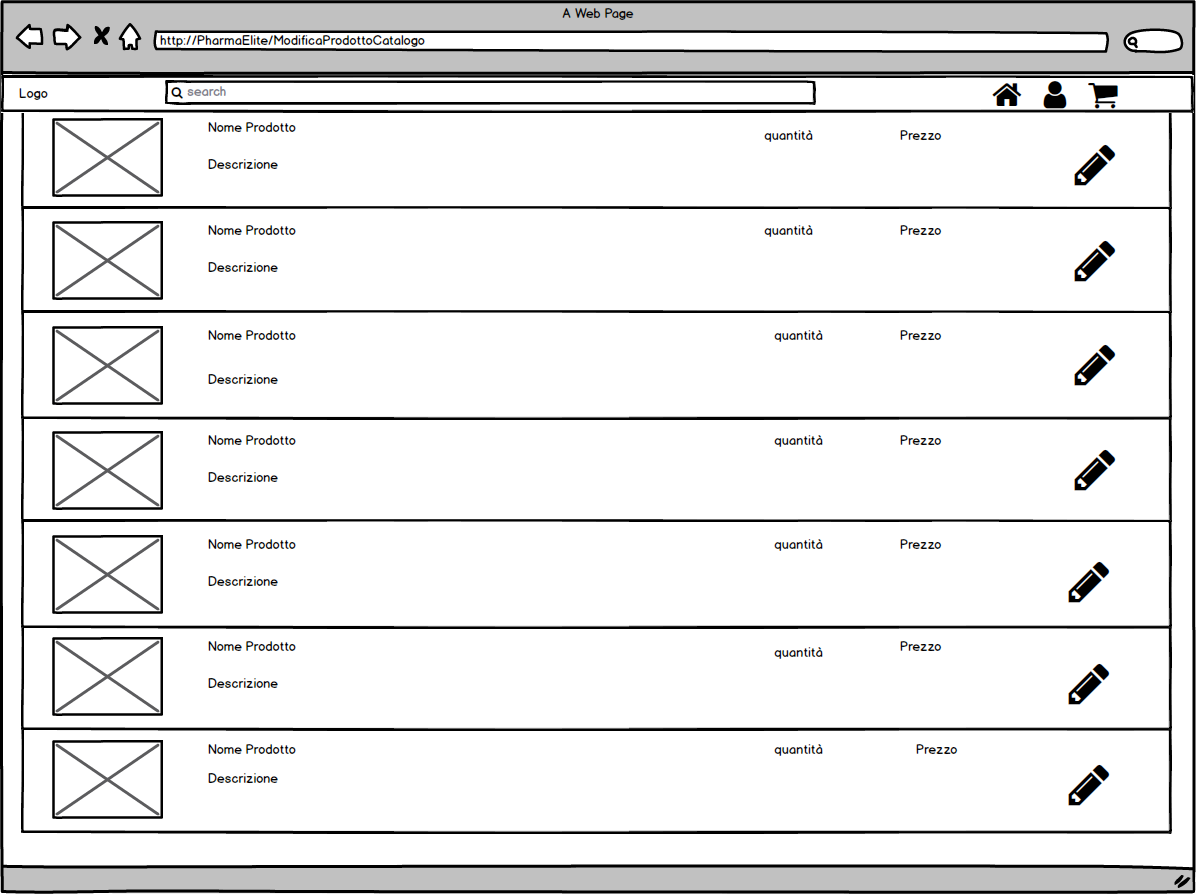 A Web Page
http://PharmaElite/ModificaProdottoCatalogo
Logo
search
Nome Prodotto
quantità
Prezzo
Descrizione
Nome Prodotto
quantità
Prezzo
Descrizione
Nome Prodotto
quantità
Prezzo
Descrizione
Nome Prodotto
quantità
Prezzo
Descrizione
Nome Prodotto
quantità
Prezzo
Descrizione
Nome Prodotto
quantità
Prezzo
Descrizione
Nome Prodotto
quantità
Prezzo
Descrizione